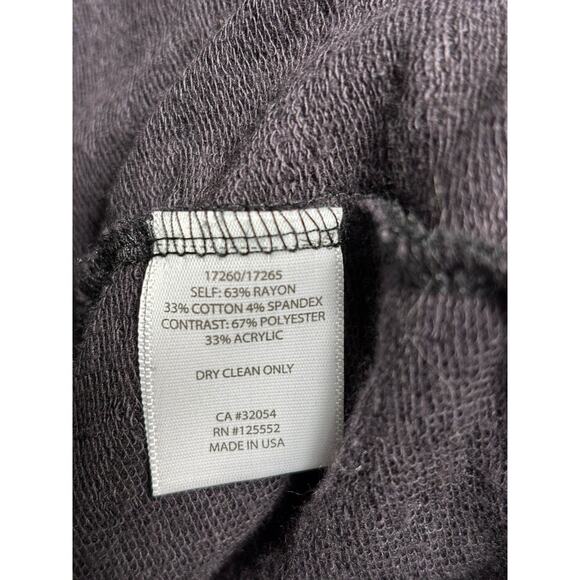 17260/17265
SELF: 63% RAYON
33% COTTON 4% SPANDEX
CONTRAST: 67% POLYESTER
33% ACRYLIC
DRY CLEAN ONLY
CA #32054
RN #125552
MADE IN USA